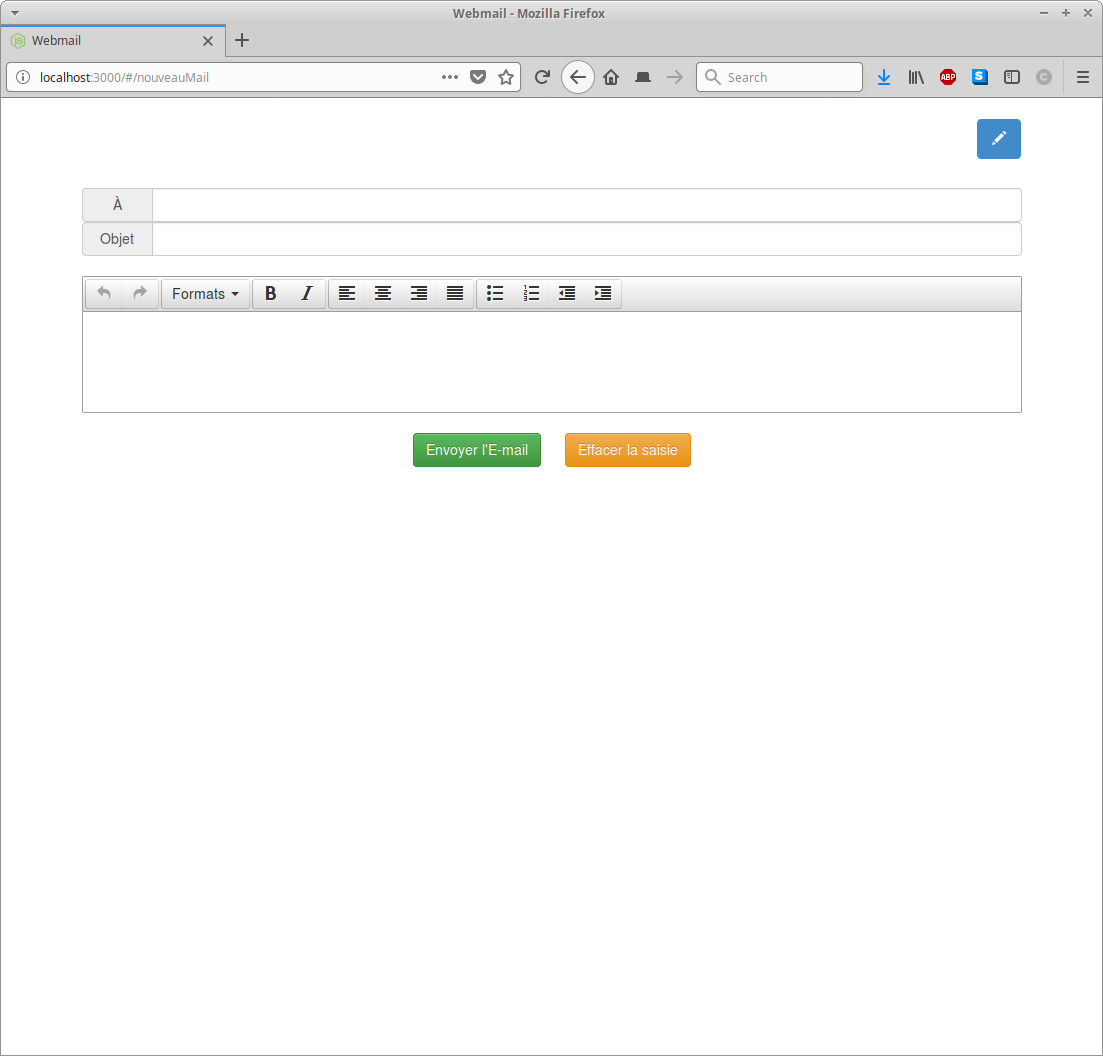 Webmail - Mozilla Firefox
Webmail
localhost:3000/#/nouveauMail
Search
ABP
S
C
À
Objet
Formats
B
I
Envoyer l'E-mail
Effacer la saisie